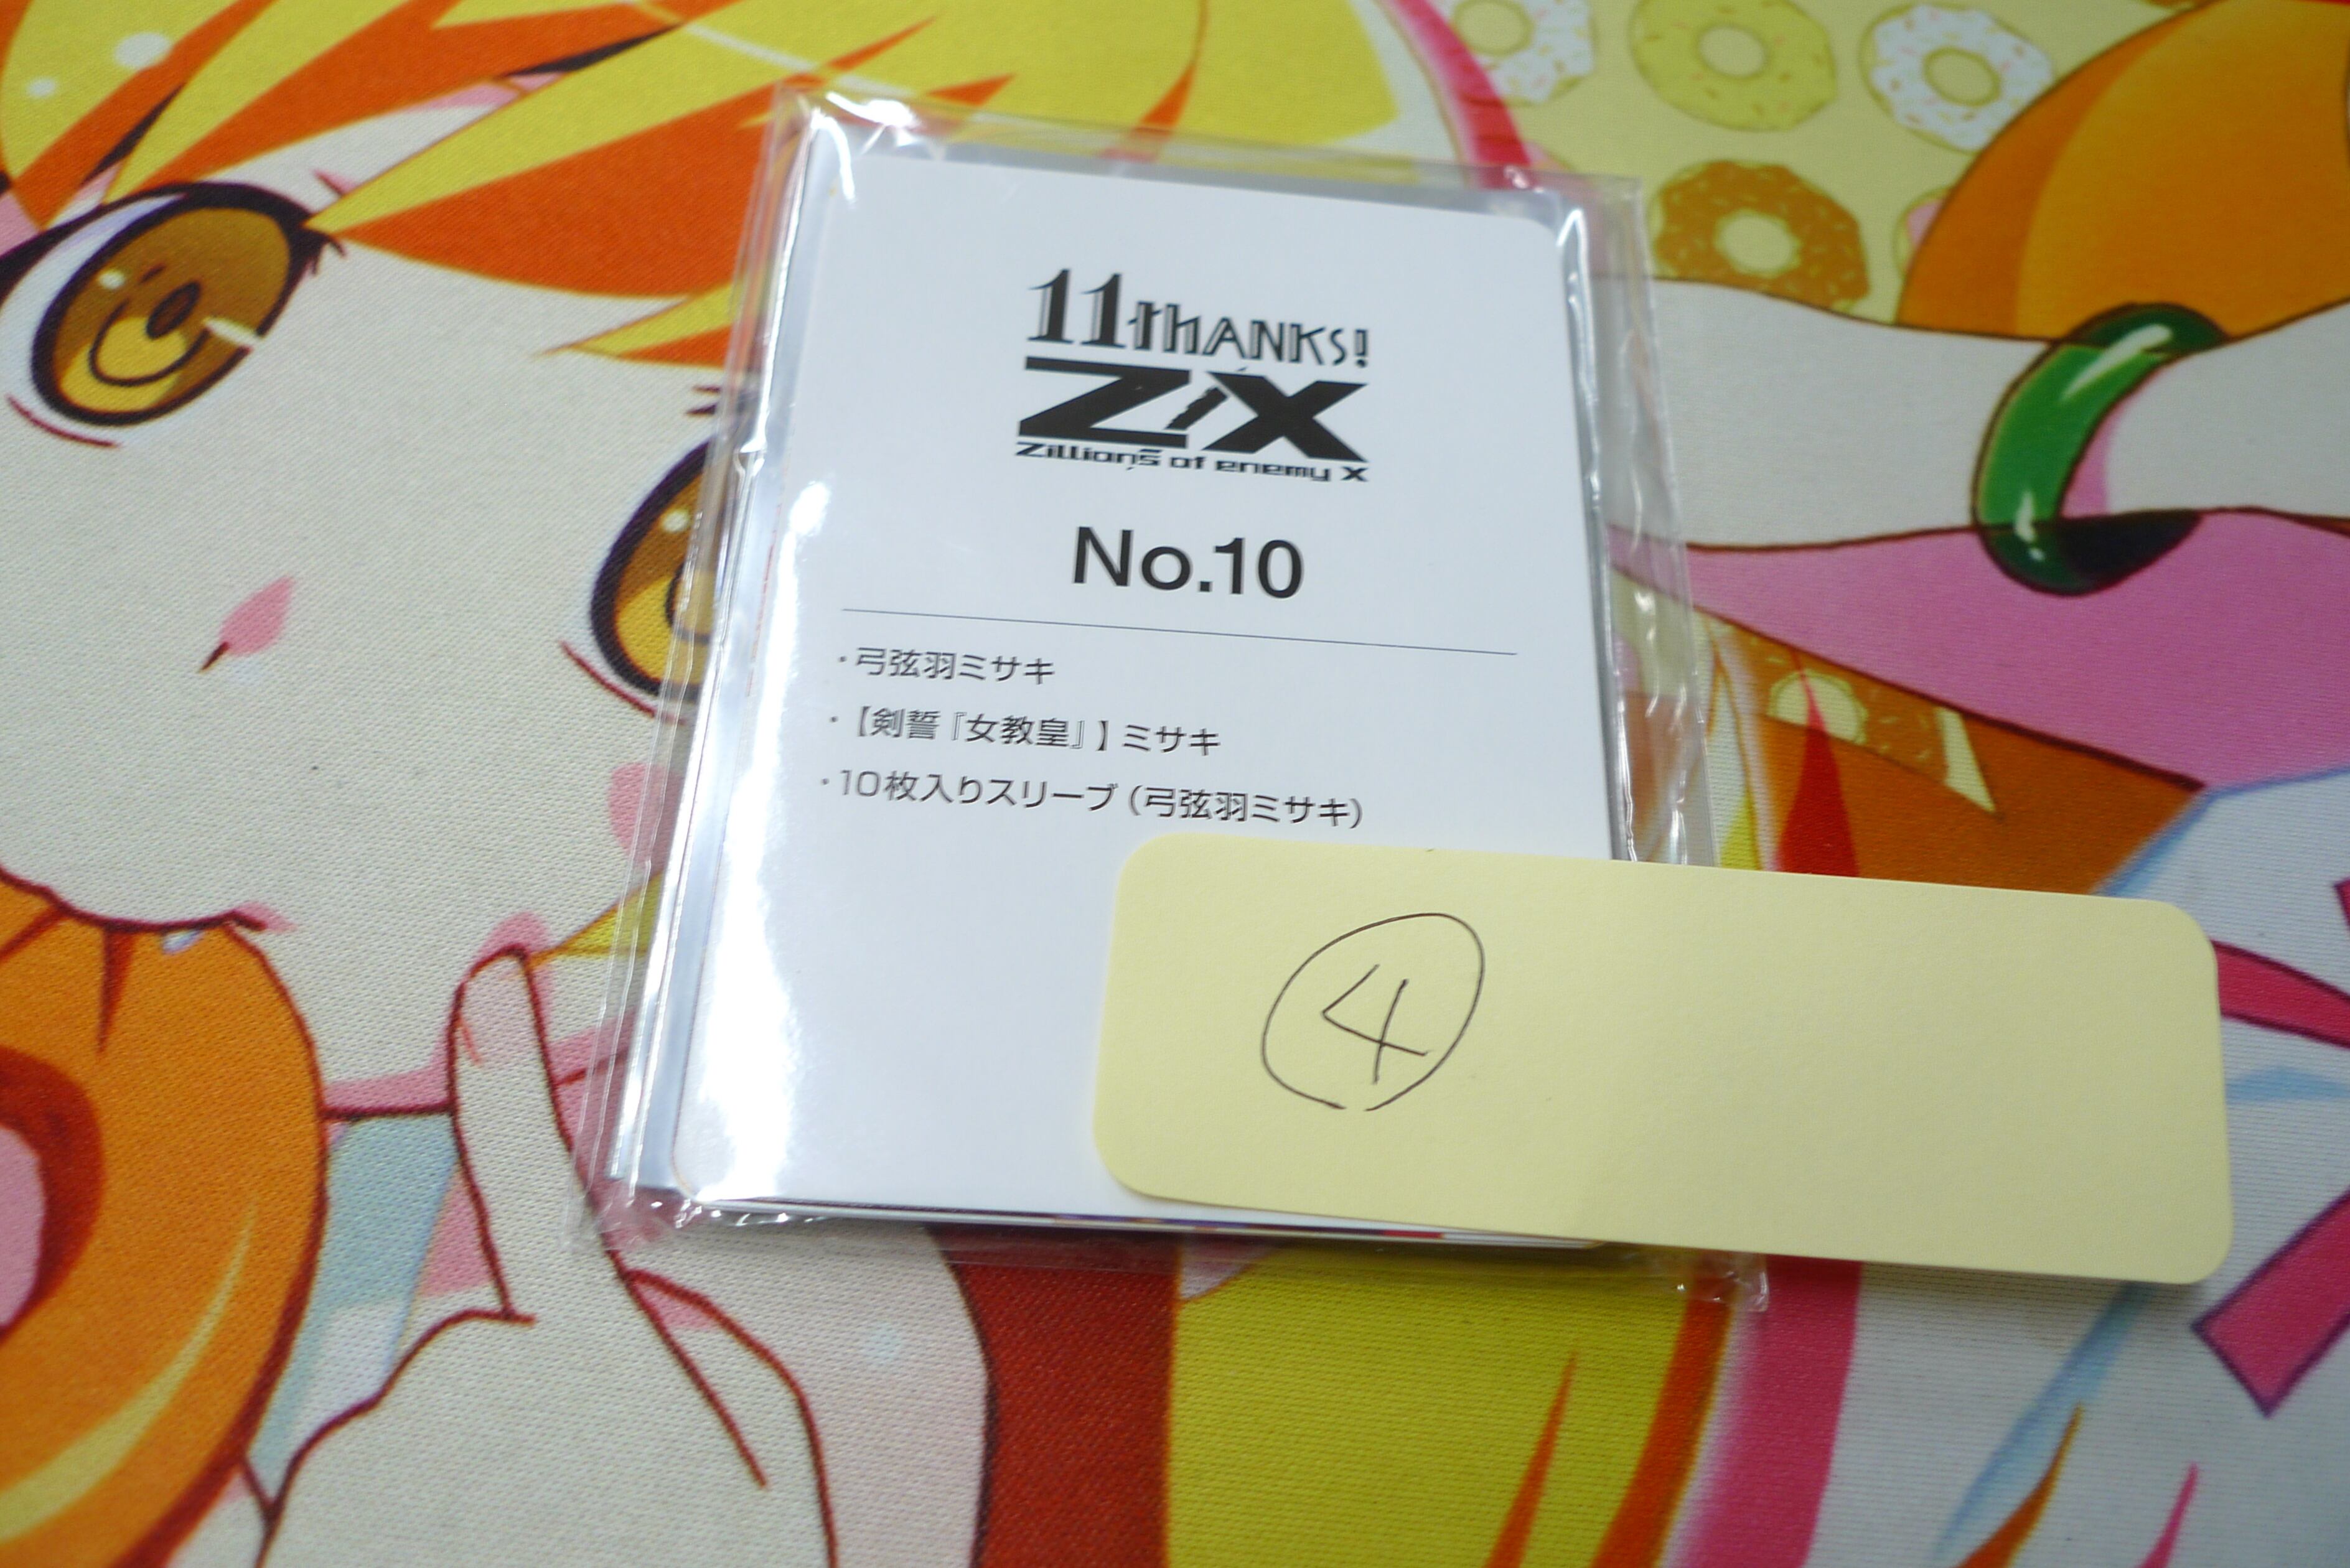 11thANKS!
Z/X
Zillions of enemy X
No.10
・弓弦羽ミサキ
・【剣誓『女教皇』】ミサキ
・10枚入りスリーブ(弓弦羽ミサキ)
④